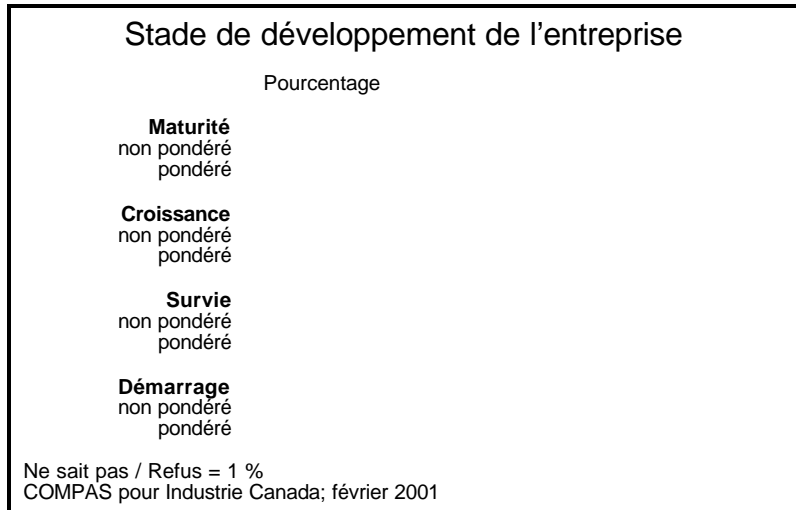 Stade de développement de l'entreprise
Pourcentage
Maturité
non pondéré
pondéré
Croissance
non pondéré
pondéré
Survie
non pondéré
pondéré
Démarrage
non pondéré
pondéré
Ne sait pas / Refus = 1 %
COMPAS pour Industrie Canada; février 2001